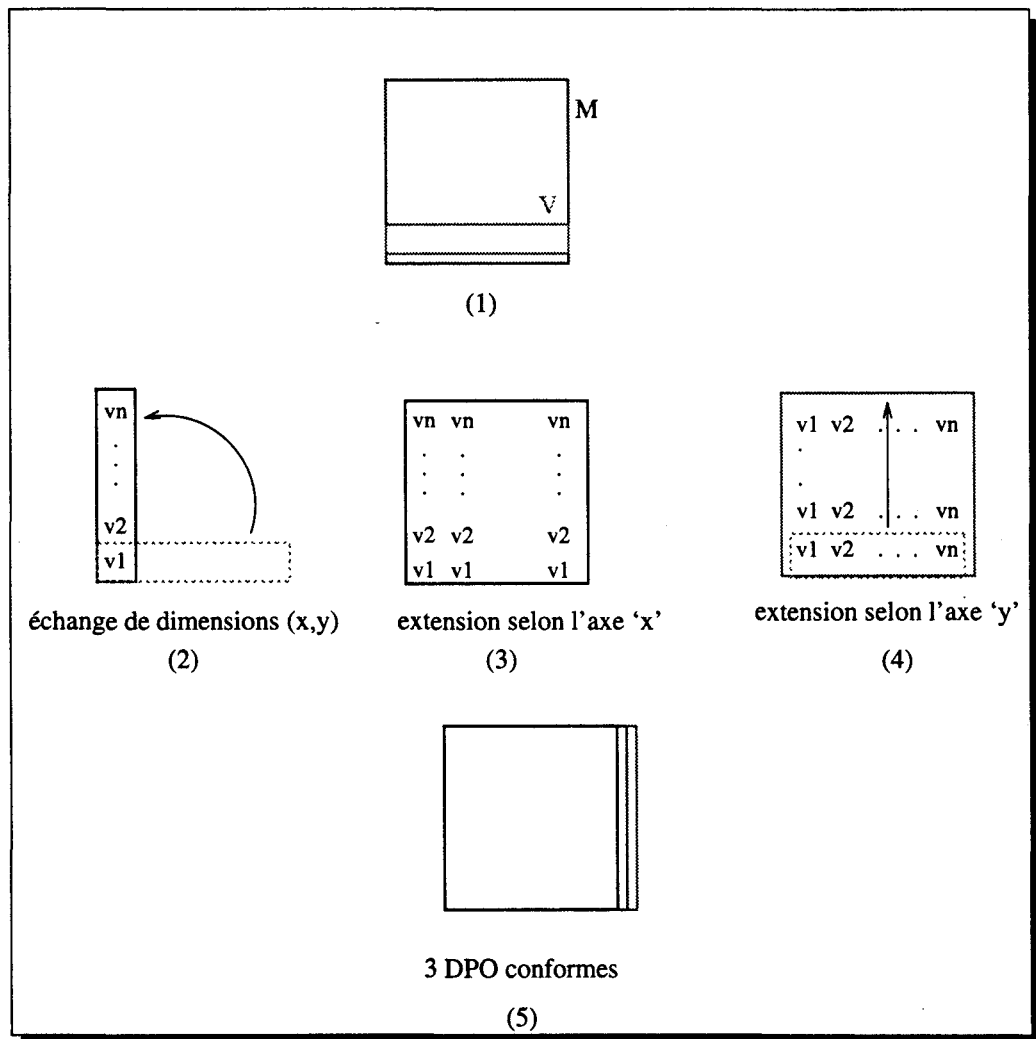 M
V
(1)
vn
.
.
.
v2
v1
échange de dimensions (x,y)
(2)
vn vn vn
. . .
. . .
. . .
v2 v2 v2
v1 v1 v1
extension selon l'axe ‘x’
(3)
v1 v2 . . . vn
.
.
v1 v2 . . . vn
v1 v2 . . . vn
extension selon l'axe ‘y’
(4)
3 DPO conformes
(5)